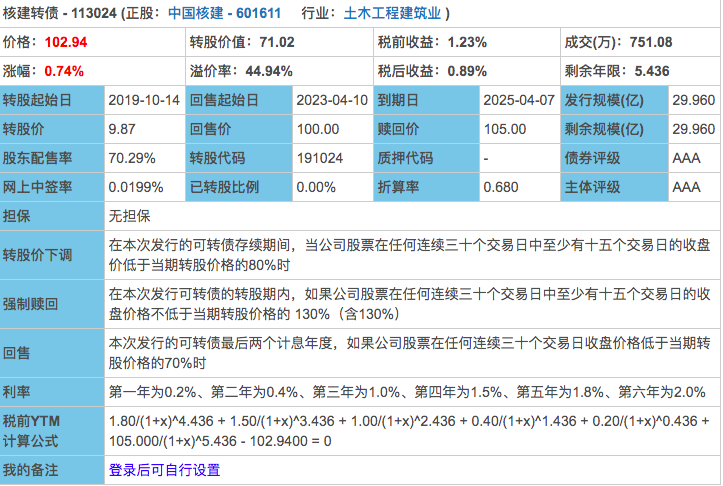 核建转债 - 113024 (正股： 中国核建 - 601611 行业： 土木工程建筑业 )
价格： 102.94 转股价值： 71.02 税前收益： 1.23% 成交(万)： 751.08
涨幅： 0.74% 溢价率： 44.94% 税后收益： 0.89% 剩余年限： 5.436
转股起始日 2019-10-14 回售起始日 2023-04-10 到期日 2025-04-07 发行规模(亿) 29.960
转股价 9.87 回售价 100.00 赎回价 105.00 剩余规模(亿) 29.960
股东配售率 70.29% 转股代码 191024 质押代码 - 债券评级 AAA
网上中签率 0.0199% 已转股比例 0.00% 折算率 0.680 主体评级 AAA
担保 无担保
转股价下调 在本次发行的可转债存续期间，当公司股票在任何连续三十个交易日中至少有十五个交易日的收盘
价低于当期转股价格的80%时
强制赎回 在本次发行可转债的转股期内，如果公司股票在任何连续三十个交易日中至少有十五个交易日的收
盘价格不低于当期转股价格的 130%（含130%）
回售 本次发行的可转债最后两个计息年度，如果公司股票在任何连续三十个交易日收盘价格低于当期转
股价格的70%时
利率 第一年为0.2%、第二年为0.4%、第三年为1.0%、第四年为1.5%、第五年为1.8%、第六年为2.0%
税前YTM 1.80/(1+x)^4.436 + 1.50/(1+x)^3.436 + 1.00/(1+x)^2.436 + 0.40/(1+x)^1.436 + 0.20/(1+x)^0.436 +
计算公式 105.000/(1+x)^5.436 - 102.9400 = 0
我的备注 登录后可自行设置